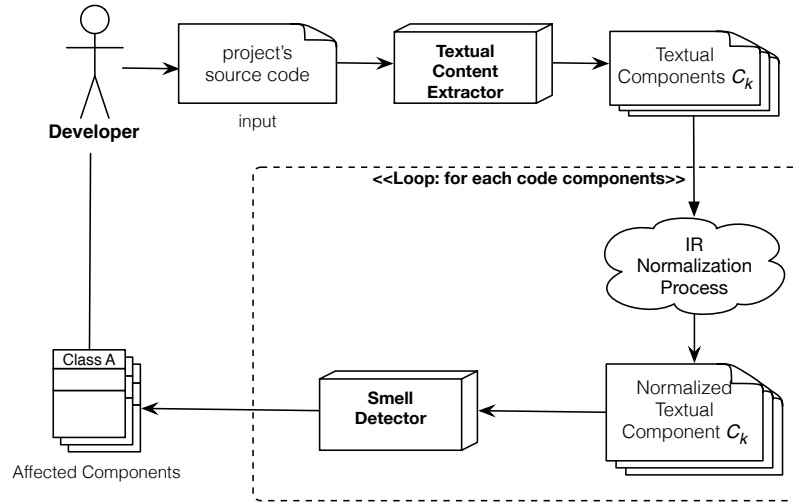 project's
source code
input
Developer
Textual
Content
Extractor
Textual
Components Ck
<<Loop: for each code components>>
IR
Normalization
Process
Normalized
Textual
Component Ck
Smell
Detector
Class A
Affected Components